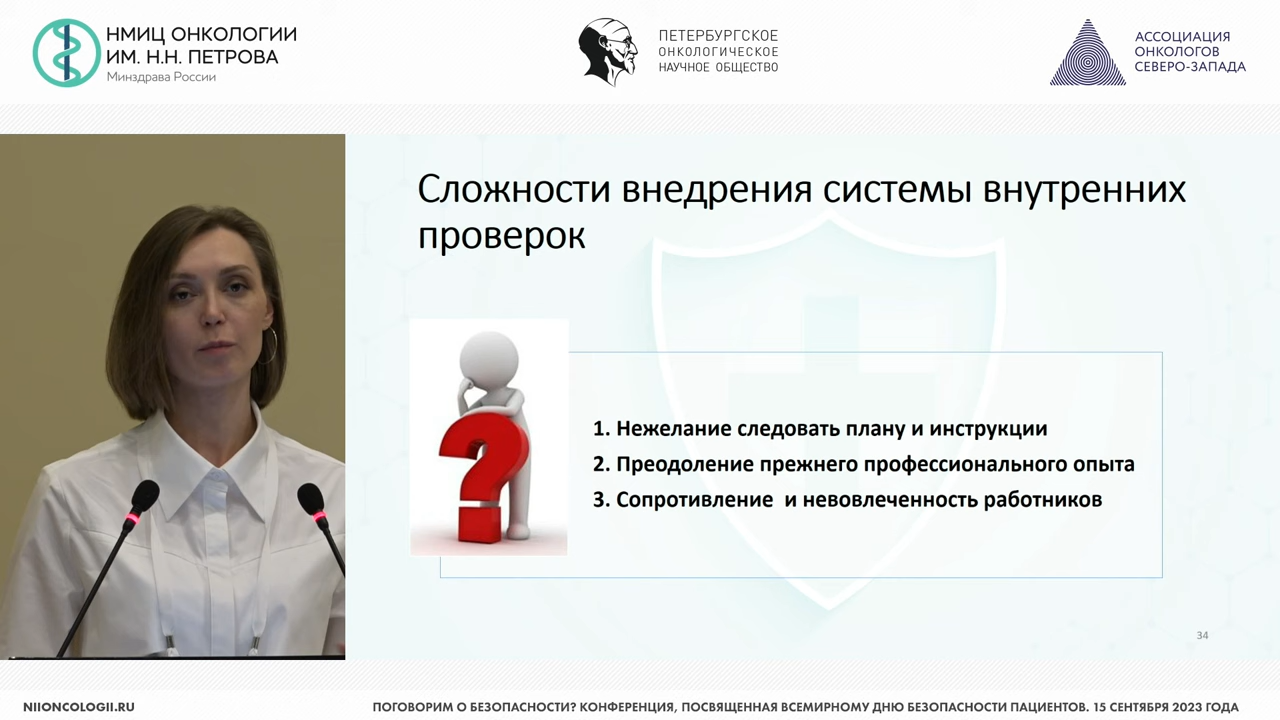 НМИЦ ОНКОЛОГИИ
ИМ. Н.Н. ПЕТРОВА
Минздрава России
ПЕТЕРБУРГСКОЕ
ОНКОЛОГИЧЕСКОЕ
НАУЧНОЕ ОБЩЕСТВО
АССОЦИАЦИЯ
ОНКОЛОГОВ
СЕВЕРО-ЗАПАДА
Сложности внедрения системы внутренних
проверок
1. Нежелание следовать плану и инструкции
2. Преодоление прежнего профессионального опыта
3. Сопротивление и невовлеченность работников
34
NIIONCOLOGII.RU
ПОГОВОРИМ О БЕЗОПАСНОСТИ? КОНФЕРЕНЦИЯ, ПОСВЯЩЕННАЯ ВСЕМИРНОМУ ДНЮ БЕЗОПАСНОСТИ ПАЦИЕНТОВ. 15 СЕНТЯБРЯ 2023 ГОДА